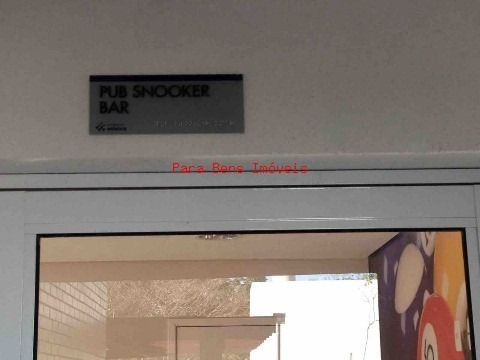 PUB SNOOKER
BAR
Para Bens Imóveis